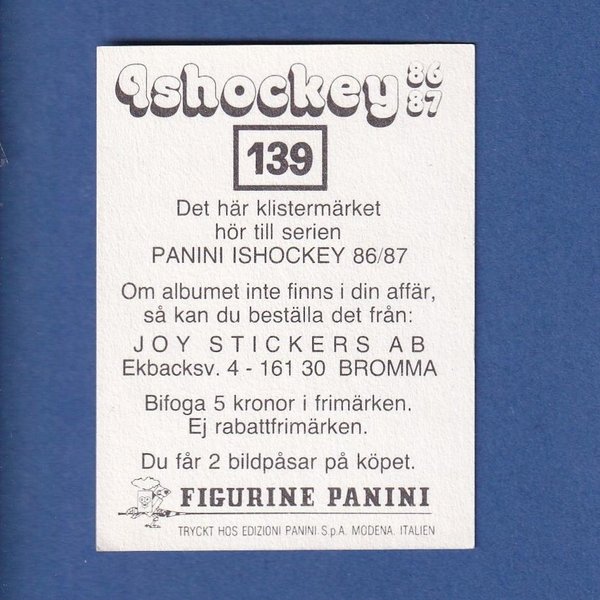 Ishockey 86 87
139
Det här klistermärket
hör till serien
PANINI ISHOCKEY 86/87
Om albumet inte finns i din affär,
så kan du beställa det från:
JOY STICKERS AB
Ekbacksv. 4 - 161 30 BROMMA
Bifoga 5 kronor i frimärken.
Ej rabattfrimärken.
Du får 2 bildpåsar på köpet.
FIGURINE PANINI
TRYCKT HOS EDIZIONI PANINI S.p.A. MODENA. ITALIEN